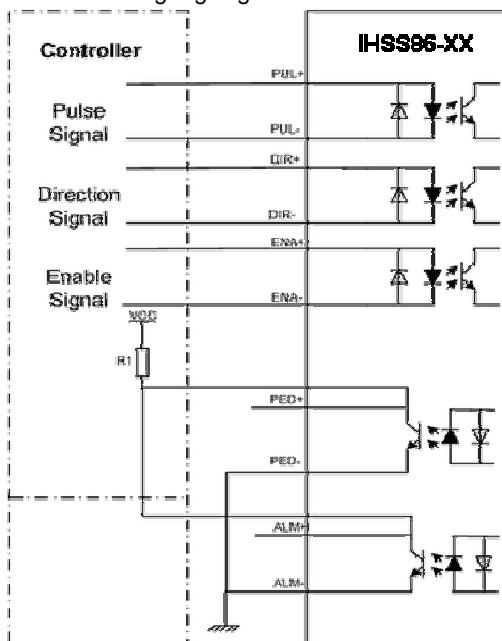 Controller
IHSS86-XX
PUL+
Pulse
Signal
PUL-
DIR+
Direction
Signal
DIR-
ENA+
Enable
Signal
ENA-
VCC
R1
PED+
PED-
ALM+
ALM-